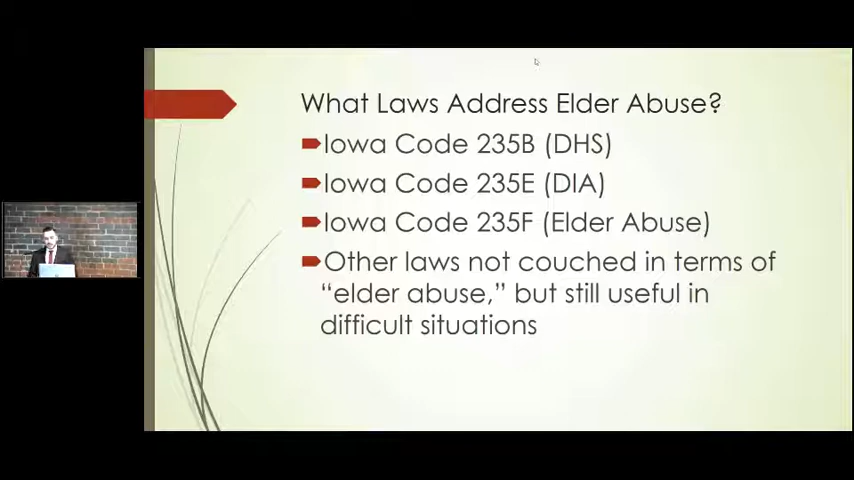 What Laws Address Elder Abuse?
Iowa Code 235B (DHS)
Iowa Code 235E (DIA)
Iowa Code 235F (Elder Abuse)
Other laws not couched in terms of
“elder abuse,” but still useful in
difficult situations